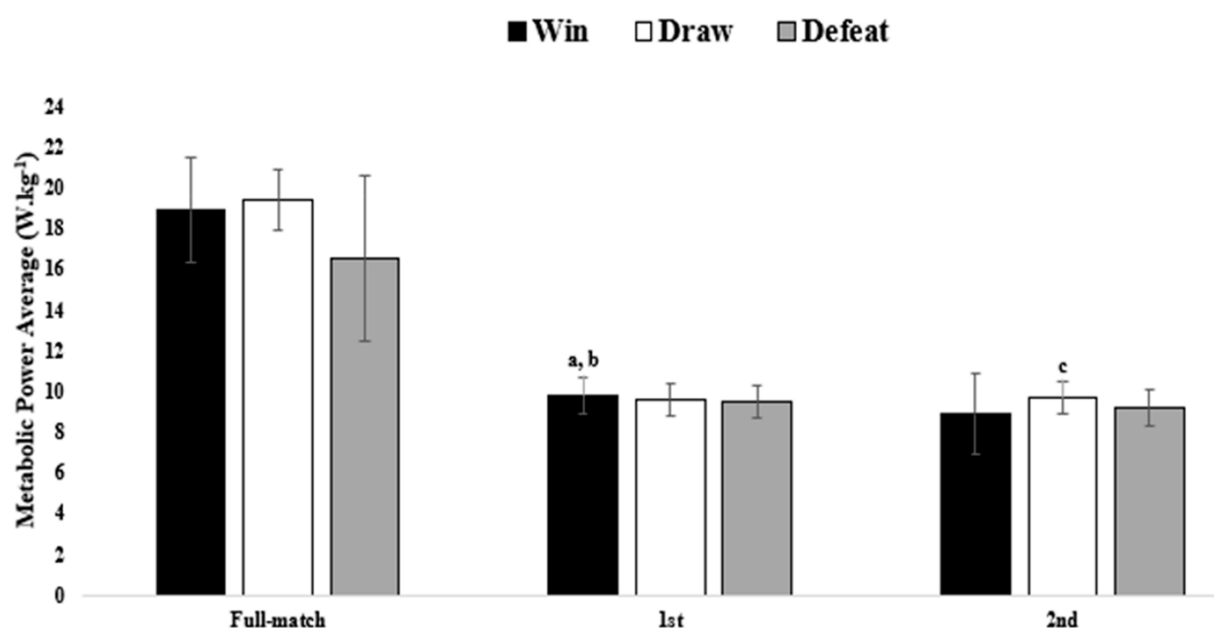 Win Draw Defeat
Metabolic Power Average (W.kg⁻¹)
24
22
20
18
16
14
12
10
8
6
4
2
0
a, b
c
Full-match 1st 2nd